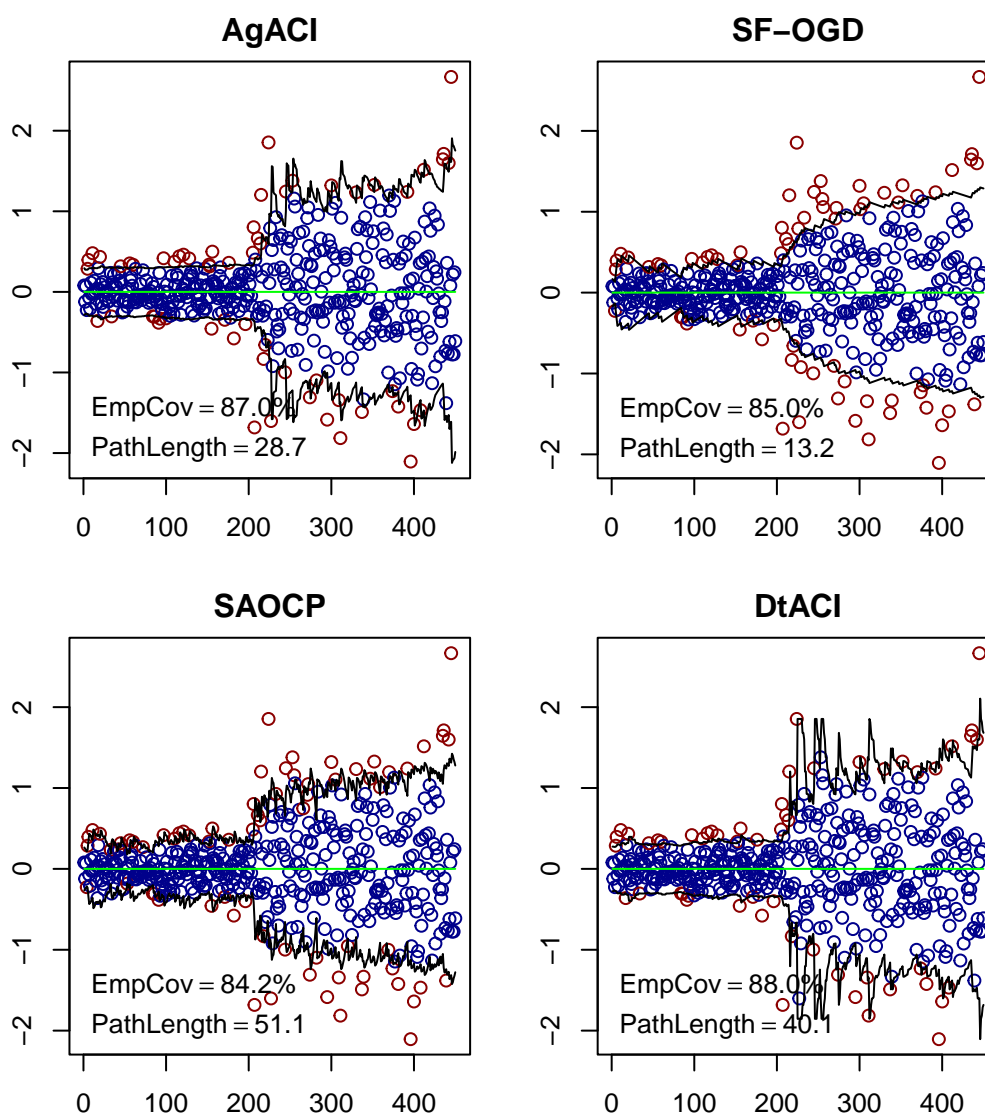 AgACI
SF−OGD
2
1
0
−1
−2
EmpCov = 87.0%
PathLength = 28.7
0 100 200 300 400
2
1
0
−1
−2
EmpCov = 85.0%
PathLength = 13.2
0 100 200 300 400
SAOCP
DtACI
2
1
0
−1
−2
EmpCov = 84.2%
PathLength = 51.1
0 100 200 300 400
2
1
0
−1
−2
EmpCov = 88.0%
PathLength = 40.1
0 100 200 300 400